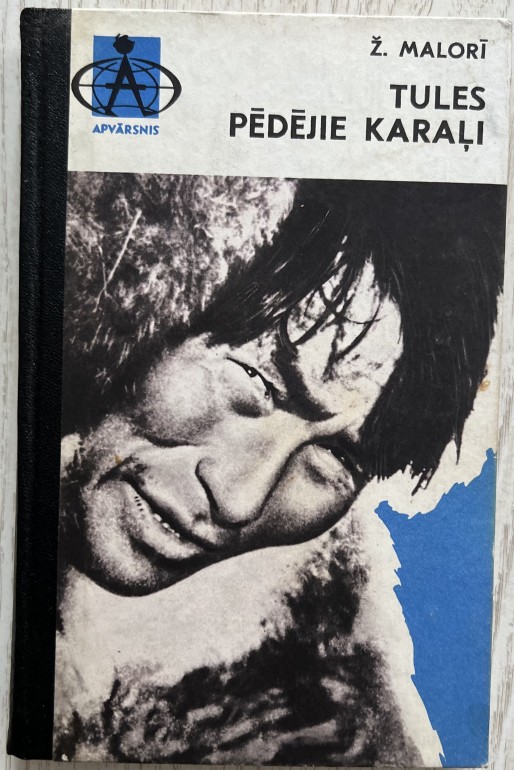 Ž. MALORĪ
TULES
PĒDĒJIE KARAĻI
APVĀRSNIS